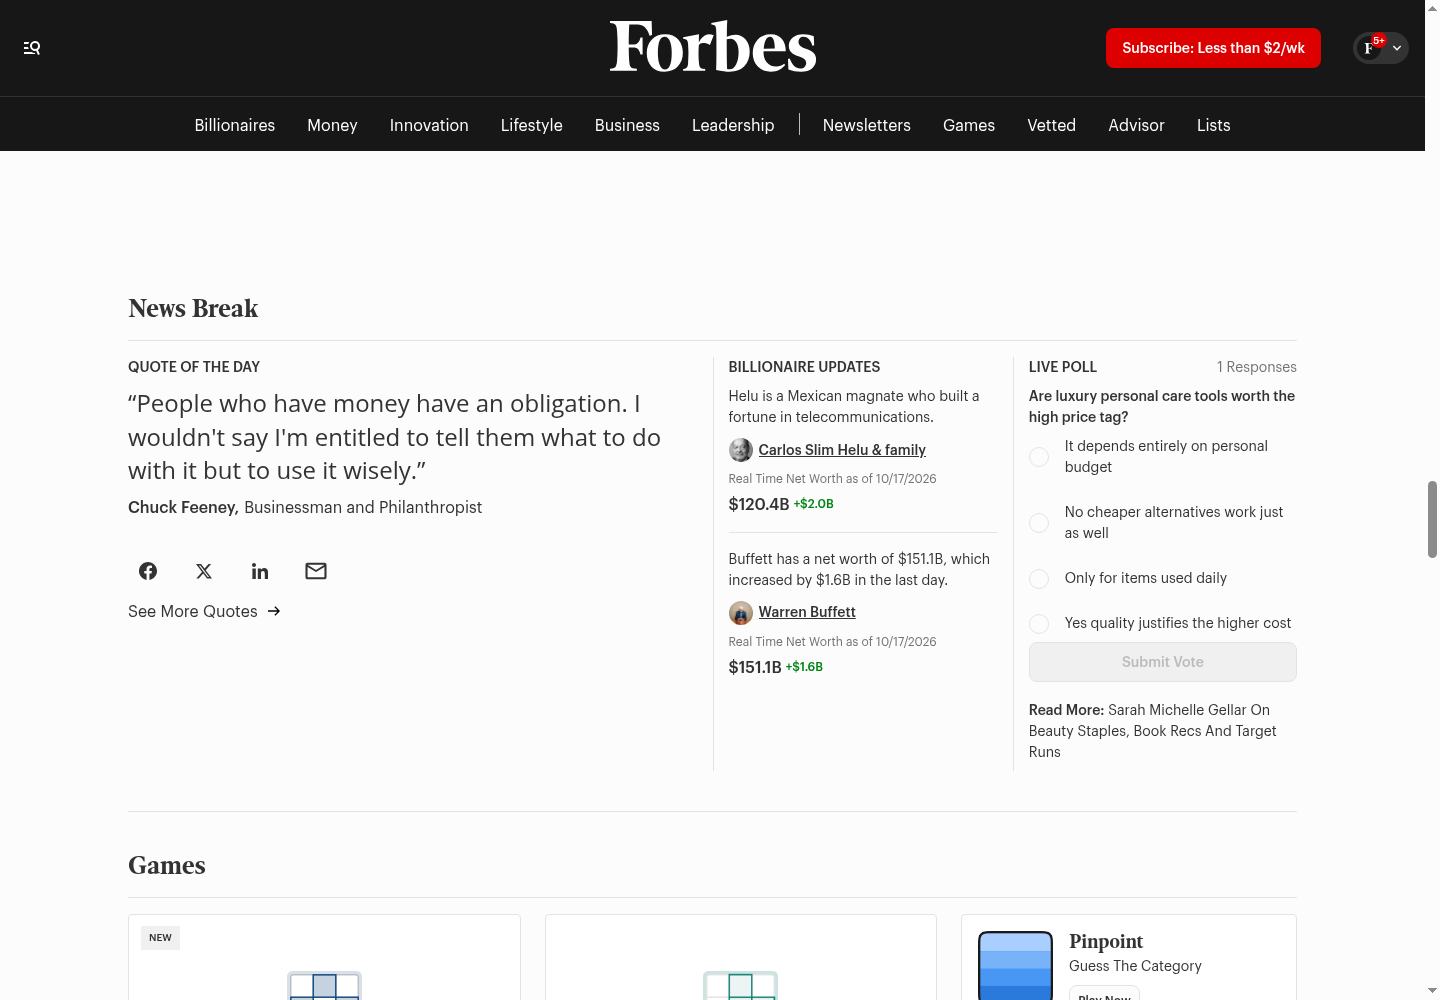 Forbes
Subscribe: Less than $2/wk
F
5+
Billionaires
Money
Innovation
Lifestyle
Business
Leadership
Newsletters
Games
Vetted
Advisor
Lists
News Break
QUOTE OF THE DAY
“People who have money have an obligation. I
wouldn't say I'm entitled to tell them what to do
with it but to use it wisely.”
Chuck Feeney, Businessman and Philanthropist
See More Quotes
BILLIONAIRE UPDATES
Helu is a Mexican magnate who built a
fortune in telecommunications.
Carlos Slim Helu & family
Real Time Net Worth as of 10/17/2026
$120.4B +$2.0B
Buffett has a net worth of $151.1B, which
increased by $1.6B in the last day.
Warren Buffett
Real Time Net Worth as of 10/17/2026
$151.1B +$1.6B
LIVE POLL
1 Responses
Are luxury personal care tools worth the
high price tag?
It depends entirely on personal
budget
No cheaper alternatives work just
as well
Only for items used daily
Yes quality justifies the higher cost
Submit Vote
Read More: Sarah Michelle Gellar On
Beauty Staples, Book Recs And Target
Runs
Games
NEW
Pinpoint
Guess The Category
Play Now